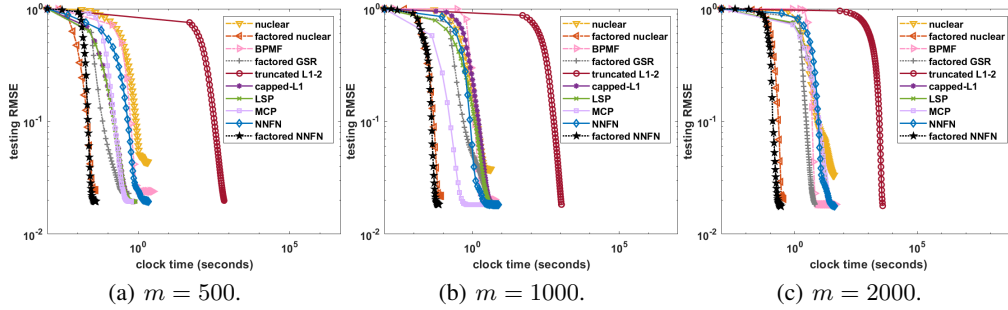 testing RMSE
10^0
10^-1
10^-2
10^0
10^5
clock time (seconds)
nuclear
factored nuclear
BPMF
factored GSR
truncated L1-2
capped-L1
LSP
MCP
NNFN
factored NNFN
(a) m = 500.
testing RMSE
10^0
10^-1
10^-2
10^0
10^5
clock time (seconds)
nuclear
factored nuclear
BPMF
factored GSR
truncated L1-2
capped-L1
LSP
MCP
NNFN
factored NNFN
(b) m = 1000.
testing RMSE
10^0
10^-1
10^-2
10^0
10^5
clock time (seconds)
nuclear
factored nuclear
BPMF
factored GSR
truncated L1-2
capped-L1
LSP
MCP
NNFN
factored NNFN
(c) m = 2000.